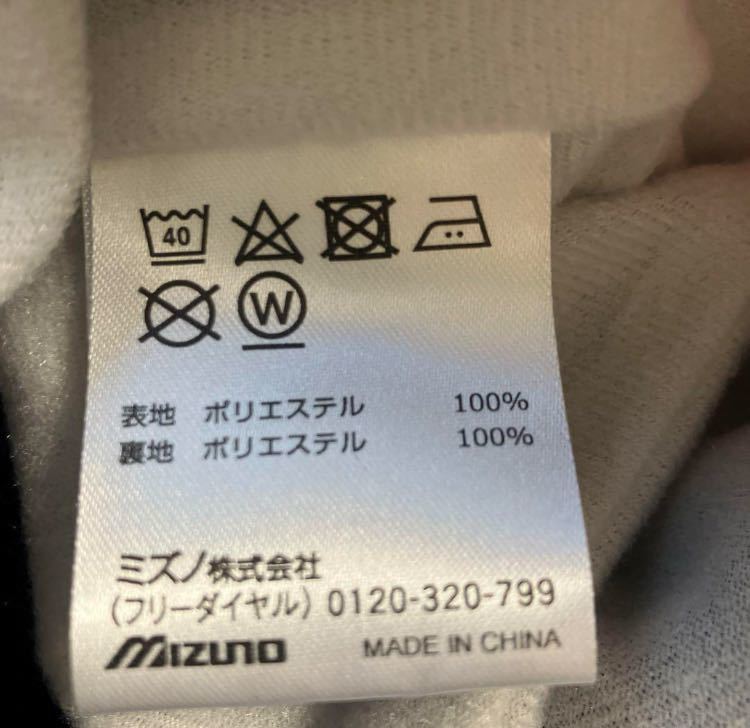 40
W
表地 ポリエステル 100%
裏地 ポリエステル 100%
ミズノ株式会社
(フリーダイヤル) 0120-320-799
MIZUNO MADE IN CHINA